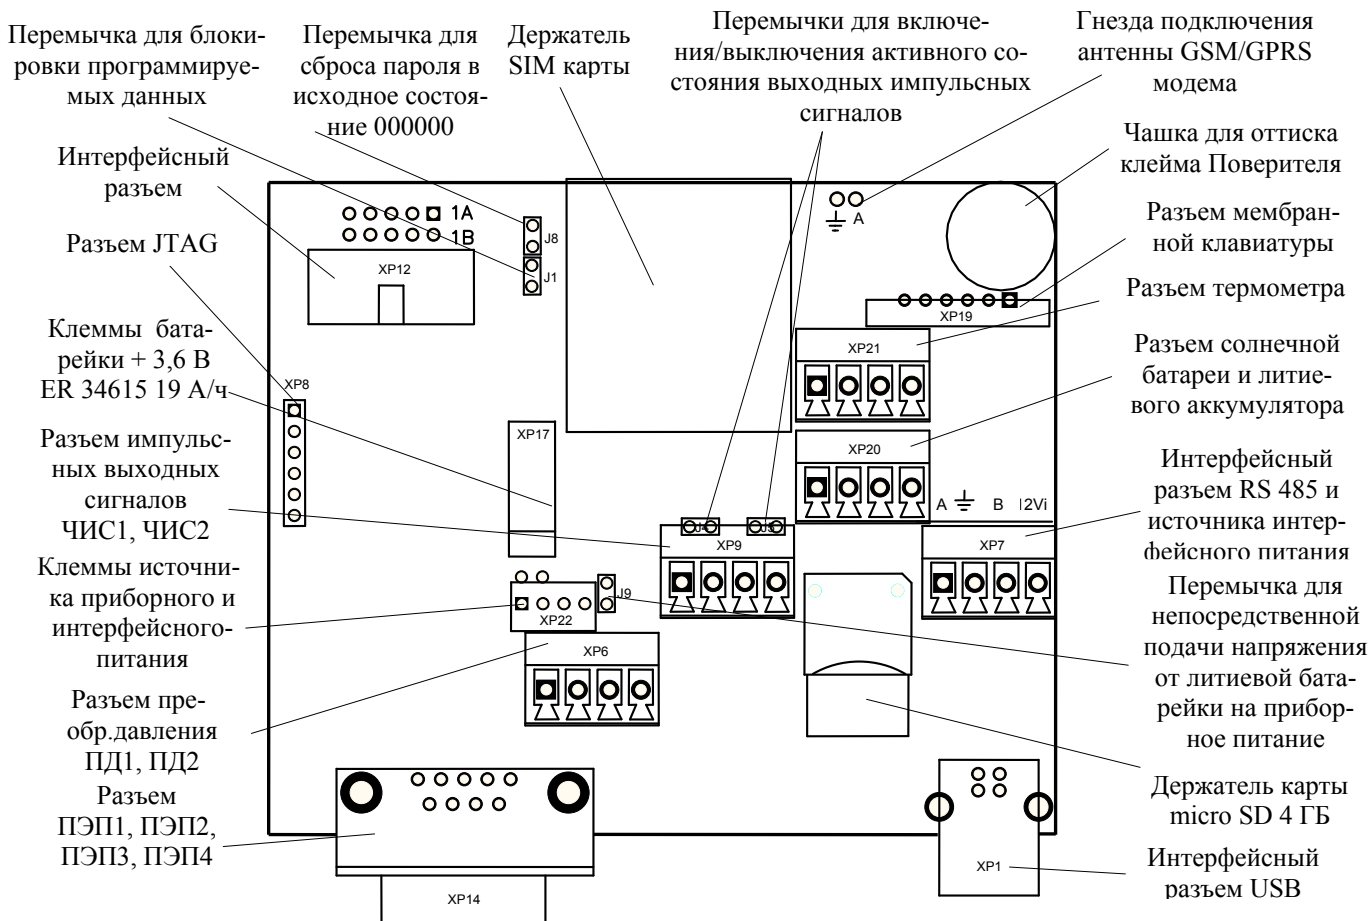 Перемычка для блоки-
ровки программируе-
мых данных
Перемычка для
сброса пароля в
исходное состоя-
ние 000000
Держатель
SIM карты
Перемычки для включе-
ния/выключения активного со-
стояния выходных импульсных
сигналов
Гнезда подключения
антенны GSM/GPRS
модема
Чашка для оттиска
клейма Поверителя
Разъем мембран-
ной клавиатуры
Разъем термометра
Разъем солнечной
батареи и литие-
вого аккумулятора
Интерфейсный
разъем RS 485 и
источника интер-
фейсного питания
Перемычка для
непосредственной
подачи напряжения
от литиевой бата-
рейки на прибор-
ное питание
Держатель карты
micro SD 4 ГБ
Интерфейсный
разъем USB
Интерфейсный
разъем
Разъем JTAG
Клеммы бата-
рейки + 3,6 В
ER 34615 19 А/ч
Разъем импульс-
ных выходных
сигналов
ЧИС1, ЧИС2
Клеммы источни-
ка приборного и
интерфейсного-
питания
Разъем пре-
обр.давления
ПД1, ПД2
Разъем
ПЭП1, ПЭП2,
ПЭП3, ПЭП4
1A
1B
XP12
J8
J1
A
XP19
XP21
XP8
XP17
XP20
A B 12Vi
J4
J5
XP9
XP7
J9
XP22
XP6
XP14
XP1